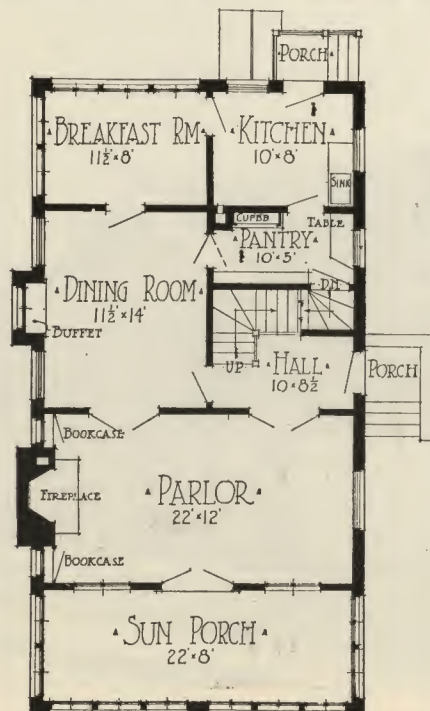 PORCH
BREAKFAST RM
11½' × 8'
KITCHEN
10' × 8'
SINK
CUPBD
TABLE
PANTRY
10' × 5'
DINING ROOM
11½' × 14'
DN
BUFFET
UP
HALL
10 × 8½
PORCH
BOOKCASE
FIREPLACE
PARLOR
22' × 12'
BOOKCASE
SUN PORCH
22' × 8'